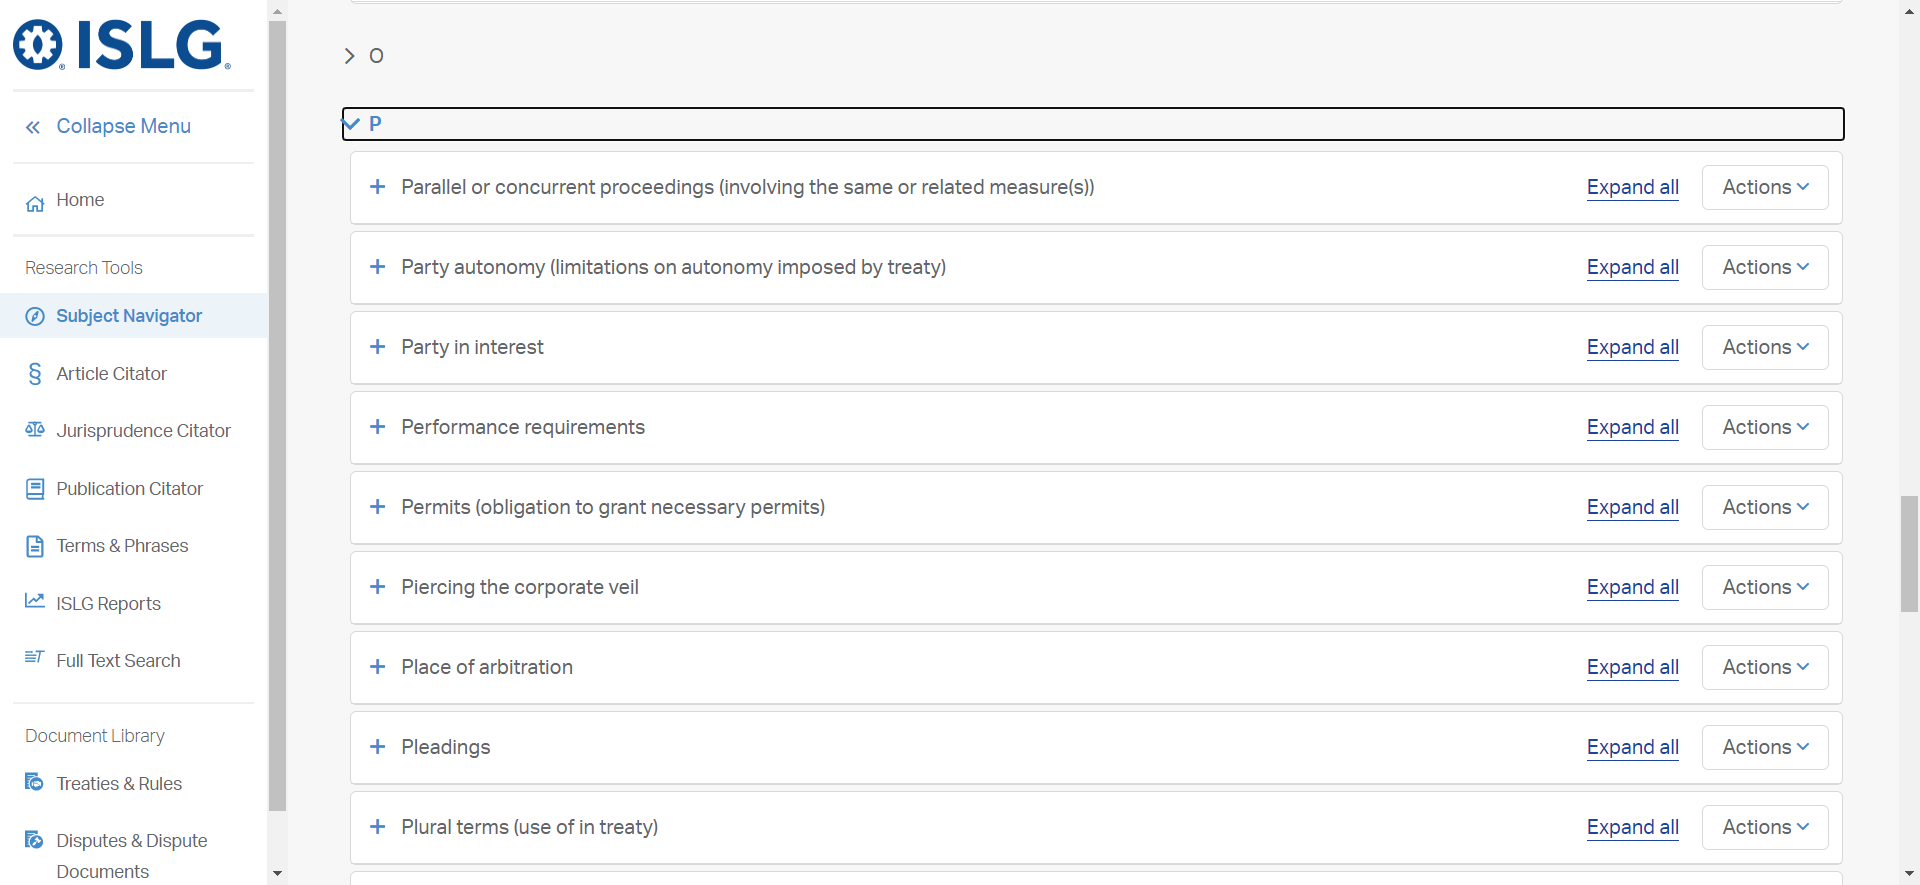 ISLG
Collapse Menu
Home
Research Tools
Subject Navigator
Article Citator
Jurisprudence Citator
Publication Citator
Terms & Phrases
ISLG Reports
Full Text Search
Document Library
Treaties & Rules
Disputes & Dispute
Documents
O
P
Parallel or concurrent proceedings (involving the same or related measure(s)) Expand all Actions
Party autonomy (limitations on autonomy imposed by treaty) Expand all Actions
Party in interest Expand all Actions
Performance requirements Expand all Actions
Permits (obligation to grant necessary permits) Expand all Actions
Piercing the corporate veil Expand all Actions
Place of arbitration Expand all Actions
Pleadings Expand all Actions
Plural terms (use of in treaty) Expand all Actions